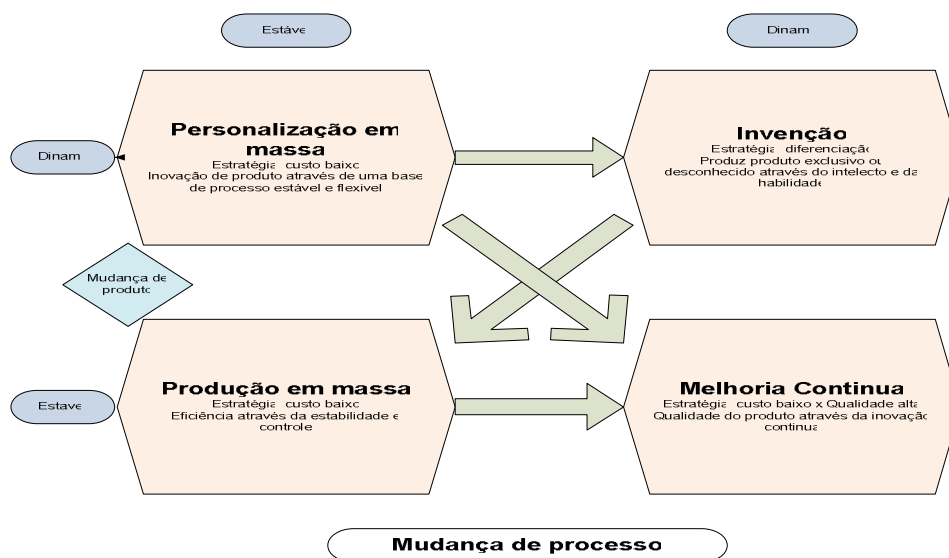 Estáve
Dinam
Personalização em
massa
Estratégia custo baixo
Inovação de produto através de uma base
de processo estável e flexivel
Invenção
Estratégia diferenciação
Produz produto exclusivo ou
desconhecido através do intelecto e da
habilidade
Dinam
Mudança de
produto
Produção em massa
Estratégia custo baixo
Eficiência através da estabilidade e
controle
Melhoria Continua
Estratégia custo baixo x Qualidade alta
Qualidade do produto através da inovação
continua
Estave
Mudança de processo